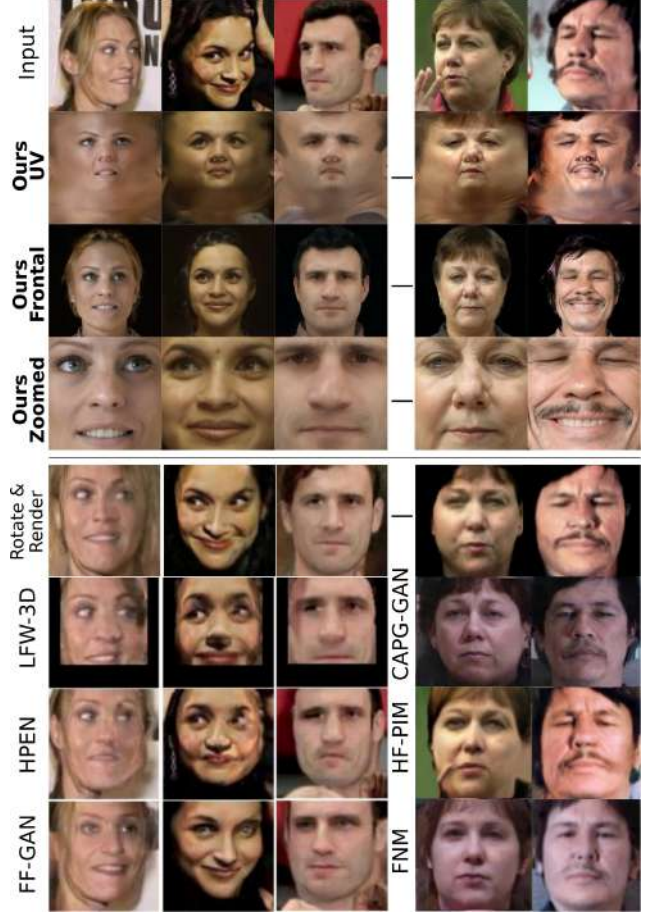 Input
Ours
UV
Ours
Frontal
Ours
Zoomed
Rotate &
Render
LFW-3D
CAPG-GAN
HPEN
HF-PIM
FF-GAN
FNM